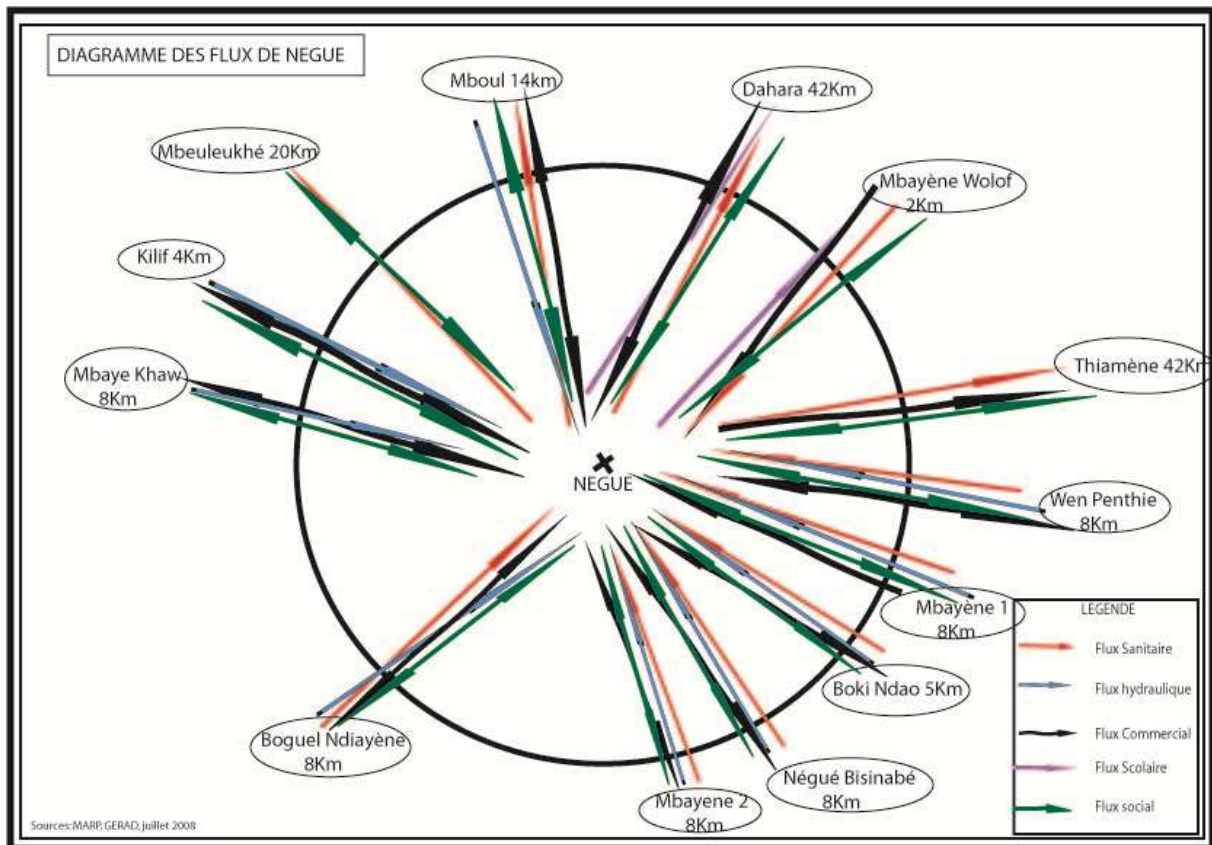 DIAGRAMME DES FLUX DE NEGUE
Mboul 14km
Dahara 42Km
Mbeuleukhé 20Km
Mbayène Wolof
2Km
Kilif 4Km
Mbaye Khaw
8Km
Thiamène 42Km
NEGUE
Wen Penthie
8Km
Mbayène 1
8Km
Boki Ndao 5Km
Négué Bisinabé
8Km
Mbayene 2
8Km
Boguel Ndiayène
8Km
LEGENDE
Flux Sanitaire
Flux hydraulique
Flux Commercial
Flux Scolaire
Flux social
Sources:MARP, GERAD, juillet 2008